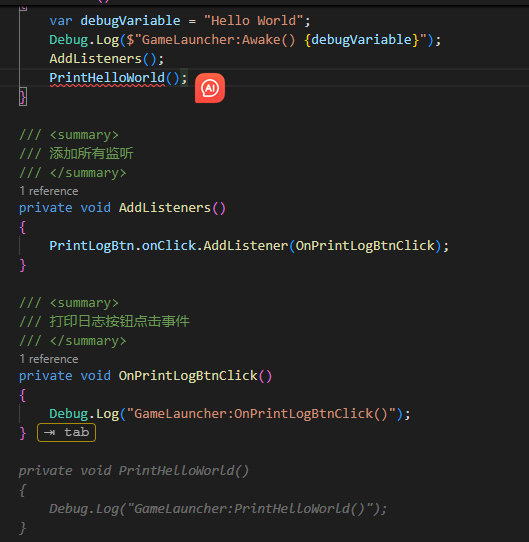 {
    var debugVariable = "Hello World";
    Debug.Log($"GameLauncher:Awake() {debugVariable}");
    AddListeners();
    PrintHelloWorld();
AI
}
/// <summary>
/// 添加所有监听
/// </summary>
1 reference
private void AddListeners()
{
    PrintLogBtn.onClick.AddListener(OnPrintLogBtnClick);
}
/// <summary>
/// 打印日志按钮点击事件
/// </summary>
1 reference
private void OnPrintLogBtnClick()
{
    Debug.Log("GameLauncher:OnPrintLogBtnClick()");
} ⇥ tab
private void PrintHelloWorld()
{
    Debug.Log("GameLauncher:PrintHelloWorld()");
}